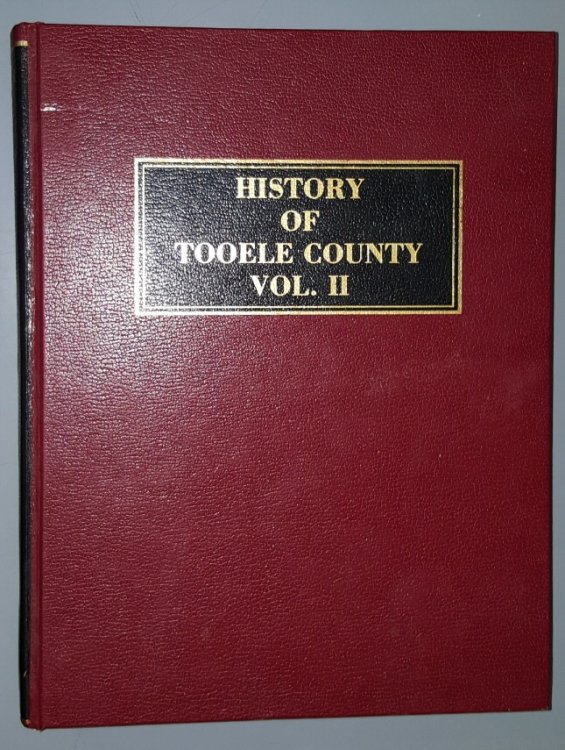 HISTORY
OF
TOOELE COUNTY
VOL. II